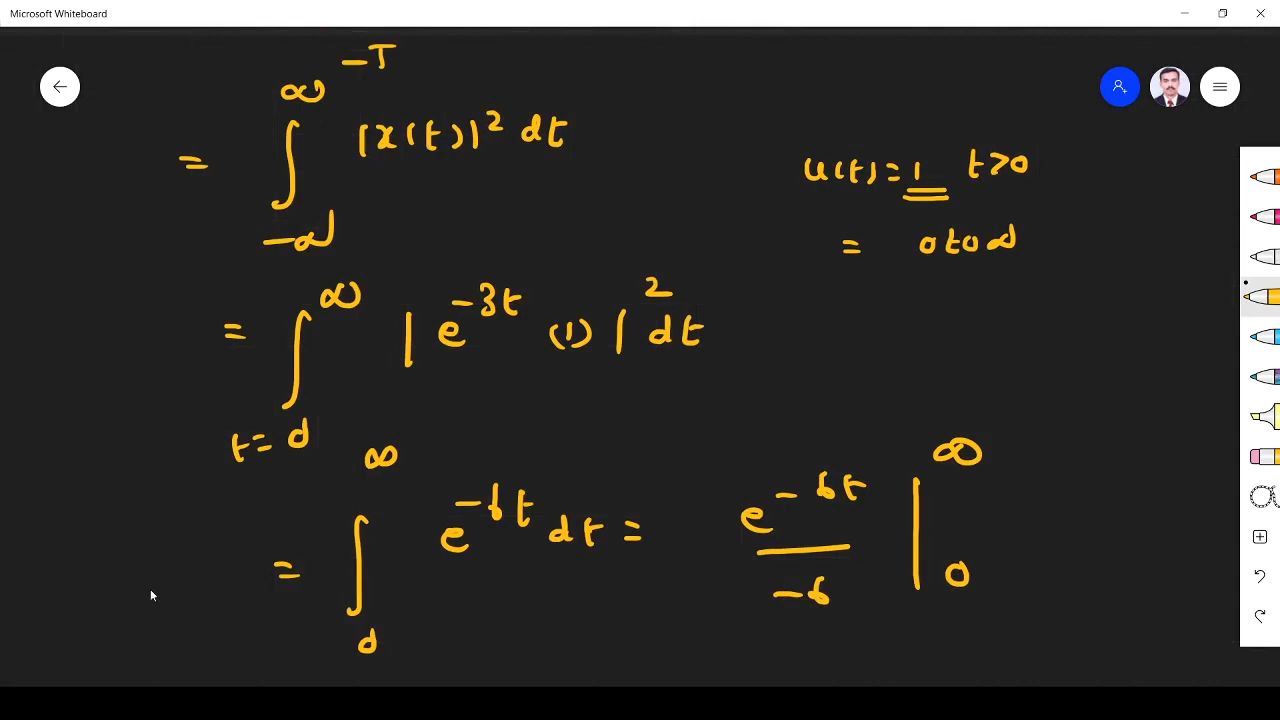 Microsoft Whiteboard
-T
= ∫_{-∞}^{∞} |x(t)|² dt
u(t) = 1 t>0
= 0 to ∞
= ∫_{t=0}^{∞} | e^{-3t} (1) |² dt
= ∫_{0}^{∞} e^{-6t} dt = e^{-6t} / -6 |_{0}^{∞}